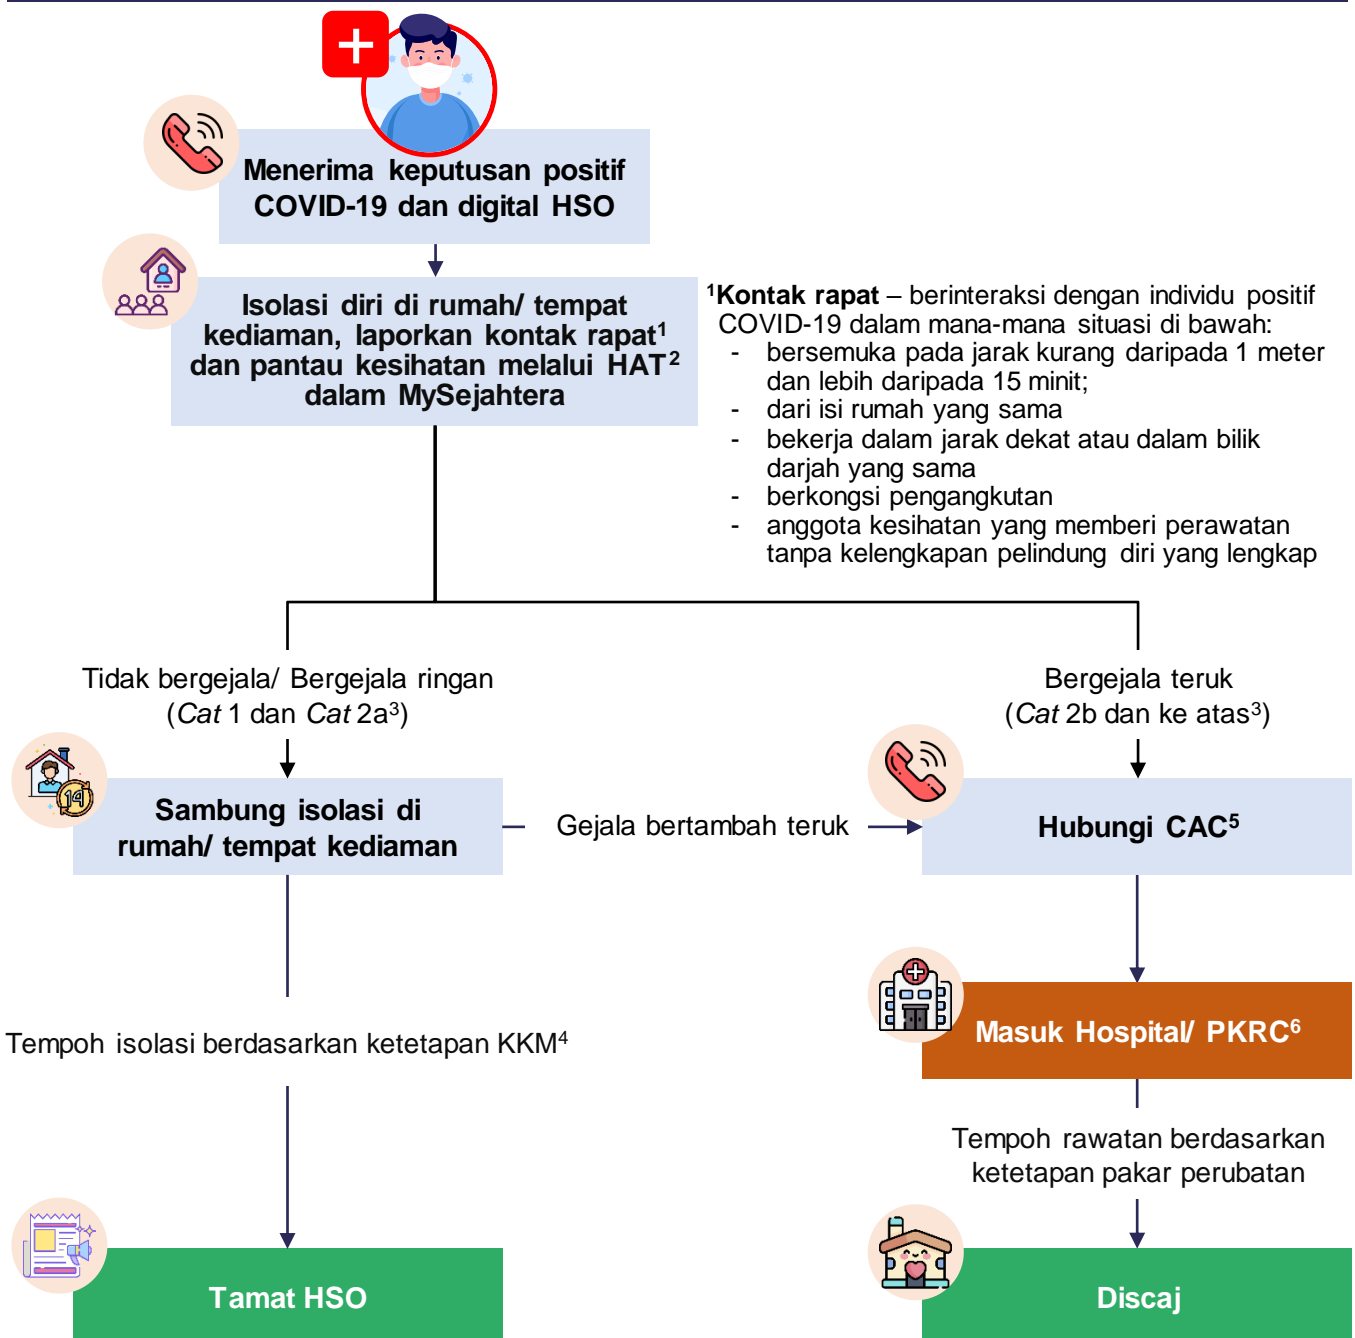 Menerima keputusan positif
COVID-19 dan digital HSO
Isolasi diri di rumah/ tempat
kediaman, laporkan kontak rapat¹
dan pantau kesihatan melalui HAT²
dalam MySejahtera
¹Kontak rapat – berinteraksi dengan individu positif
COVID-19 dalam mana-mana situasi di bawah:
- bersemuka pada jarak kurang daripada 1 meter
dan lebih daripada 15 minit;
- dari isi rumah yang sama
- bekerja dalam jarak dekat atau dalam bilik
darjah yang sama
- berkongsi pengangkutan
- anggota kesihatan yang memberi perawatan
tanpa kelengkapan pelindung diri yang lengkap
Tidak bergejala/ Bergejala ringan
(Cat 1 dan Cat 2a³)
Bergejala teruk
(Cat 2b dan ke atas³)
14
Sambung isolasi di
rumah/ tempat kediaman
Gejala bertambah teruk
Hubungi CAC⁵
Masuk Hospital/ PKRC⁶
Tempoh isolasi berdasarkan ketetapan KKM⁴
Tempoh rawatan berdasarkan
ketetapan pakar perubatan
Tamat HSO
Discaj